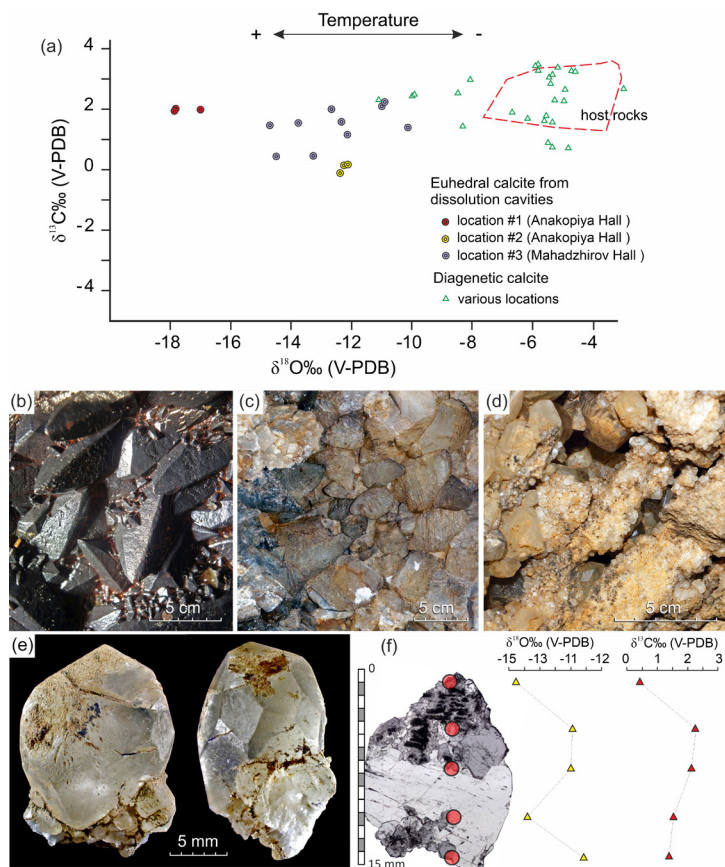 Temperature
+
-
(a)
4
2
0
-2
-4
δ¹³C‰ (V-PDB)
host rocks
Euhedral calcite from
dissolution cavities
location #1 (Anakopiya Hall )
location #2 (Anakopiya Hall )
location #3 (Mahadzhirov Hall )
Diagenetic calcite
various locations
-18 -16 -14 -12 -10 -8 -6 -4
δ¹⁸O‰ (V-PDB)
(b)
5 cm
(c)
5 cm
(d)
5 cm
(e)
5 mm
(f)
0
15 mm
δ¹⁸O‰ (V-PDB)
-15 -11 -12
δ¹³C‰ (V-PDB)
0 1 2 3